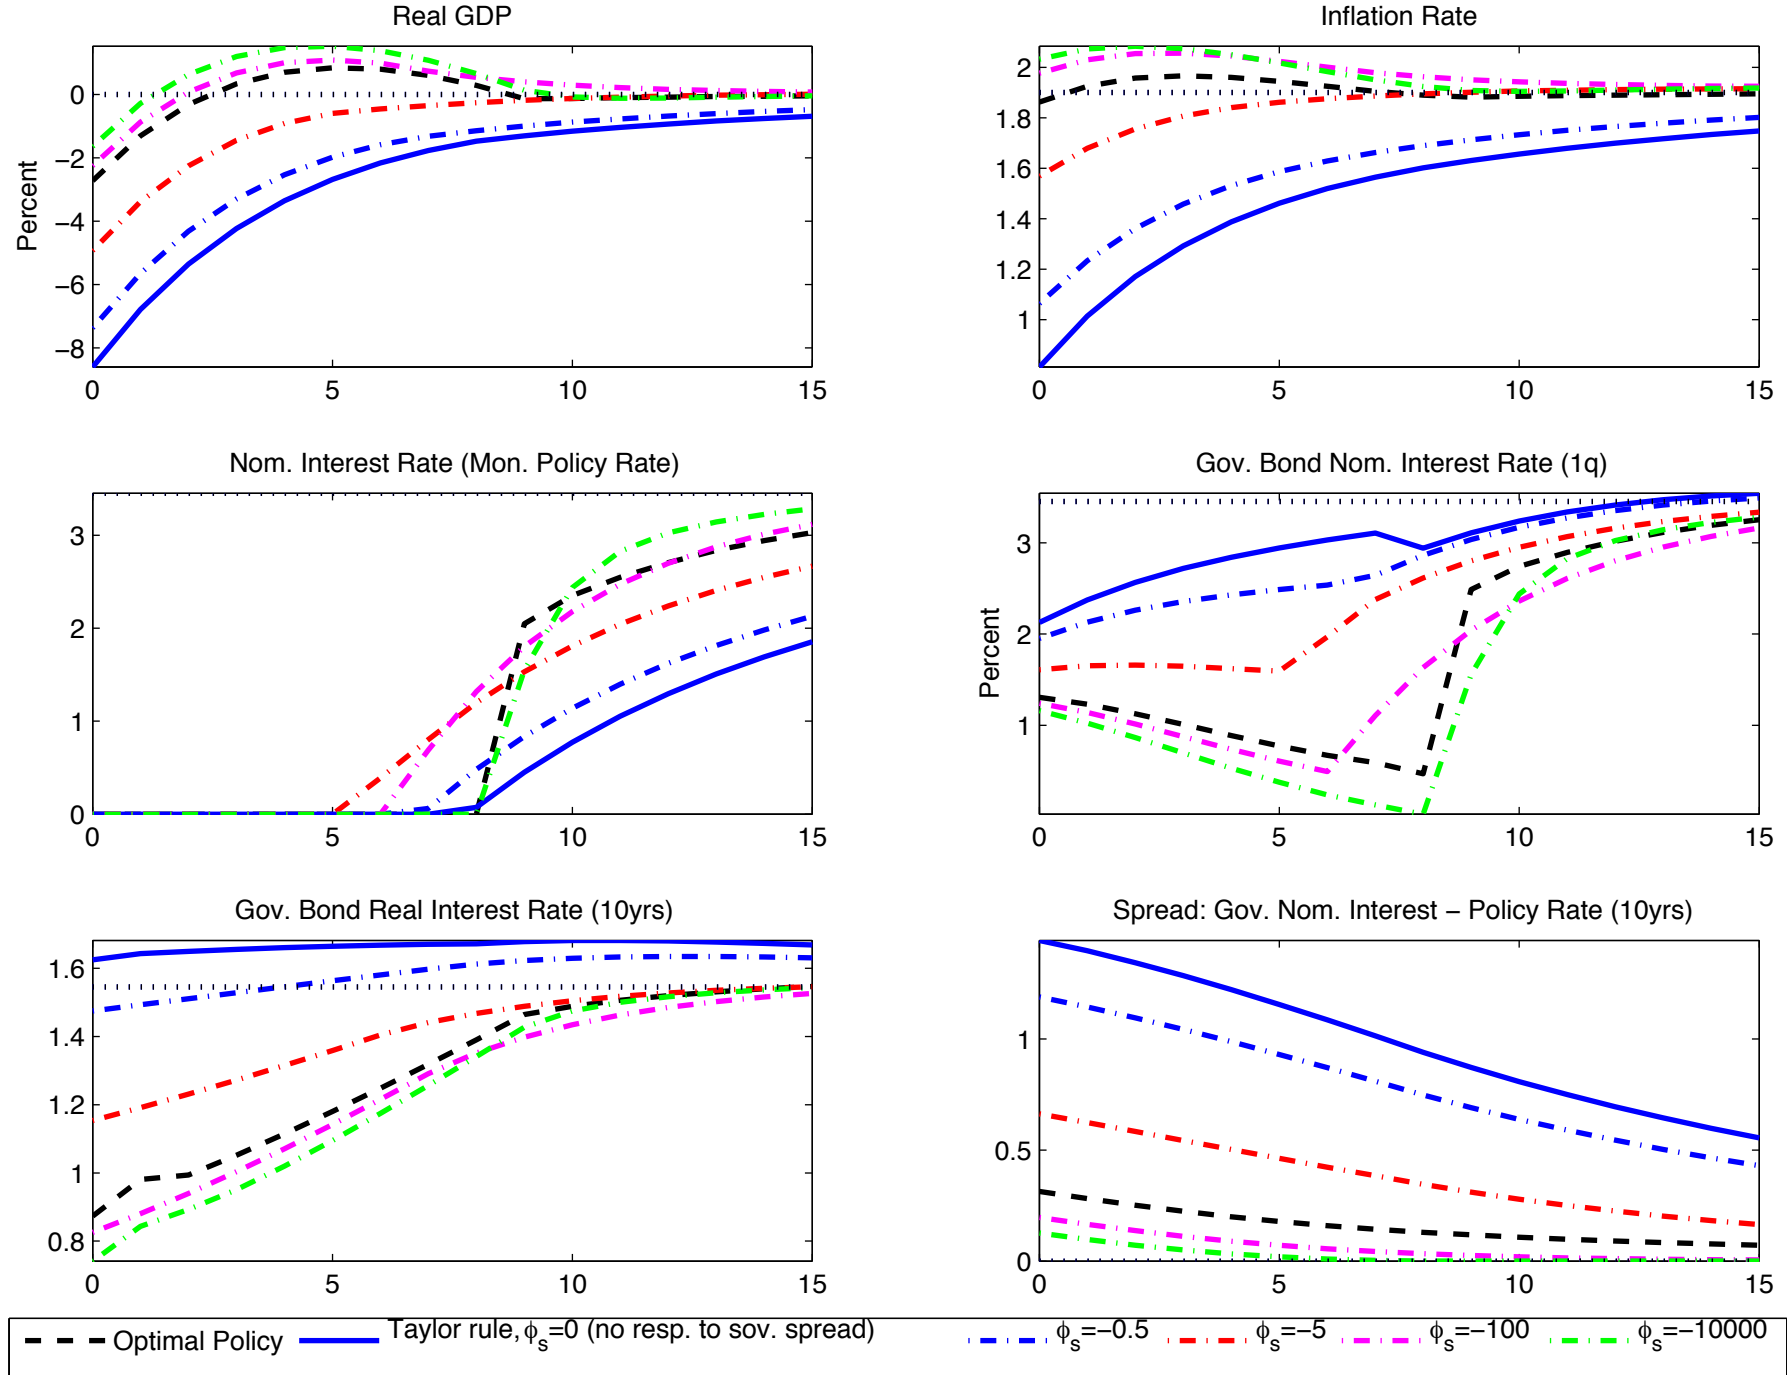 Real GDP
Inflation Rate
0
−2
−4
−6
−8
Percent
0 5 10 15
2
1.8
1.6
1.4
1.2
1
0 5 10 15
Nom. Interest Rate (Mon. Policy Rate)
Gov. Bond Nom. Interest Rate (1q)
3
2
1
0
0 5 10 15
3
2
1
Percent
0 5 10 15
Gov. Bond Real Interest Rate (10yrs)
Spread: Gov. Nom. Interest − Policy Rate (10yrs)
1.6
1.4
1.2
1
0.8
0 5 10 15
1
0.5
0
0 5 10 15
Optimal Policy
Taylor rule, ϕs=0 (no resp. to sov. spread)
ϕs=−0.5
ϕs=−5
ϕs=−100
ϕs=−10000